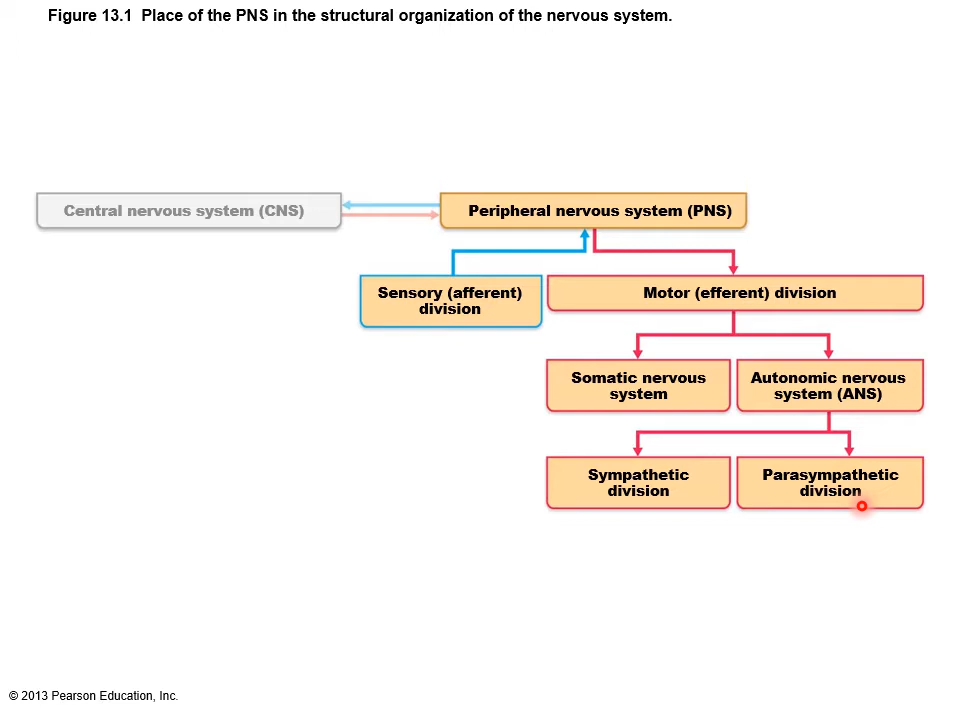 Figure 13.1 Place of the PNS in the structural organization of the nervous system.
Central nervous system (CNS)
Peripheral nervous system (PNS)
Sensory (afferent)
division
Motor (efferent) division
Somatic nervous
system
Autonomic nervous
system (ANS)
Sympathetic
division
Parasympathetic
division
© 2013 Pearson Education, Inc.